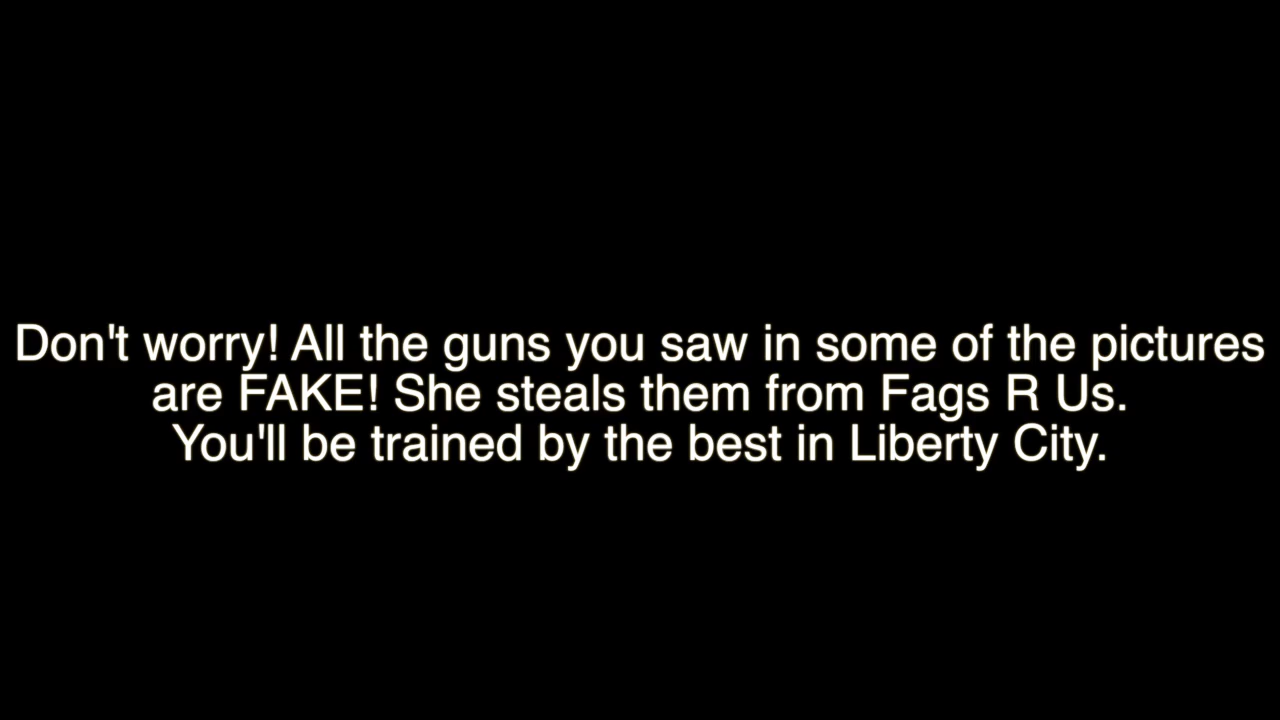 Don't worry! All the guns you saw in some of the pictures
are FAKE! She steals them from Fags R Us.
You'll be trained by the best in Liberty City.